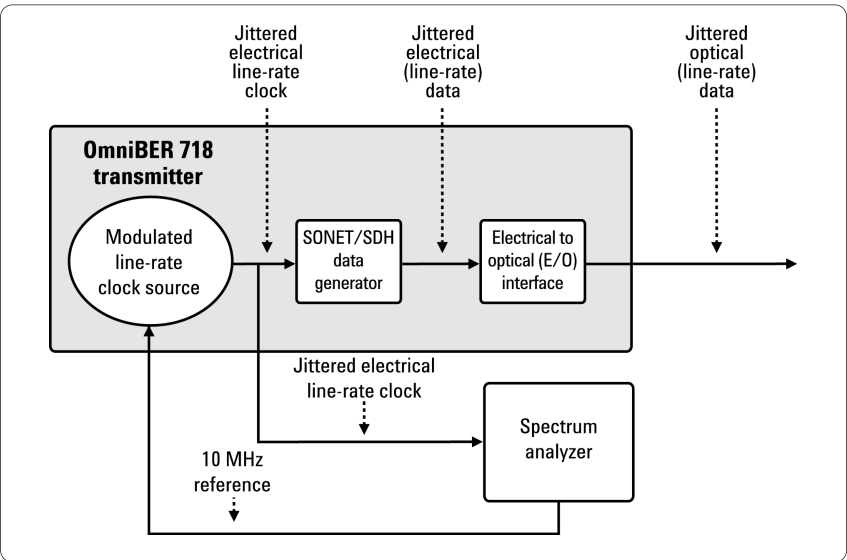 Jittered
electrical
line-rate
clock
Jittered
electrical
(line-rate)
data
Jittered
optical
(line-rate)
data
OmniBER 718
transmitter
Modulated
line-rate
clock source
SONET/SDH
data
generator
Electrical to
optical (E/O)
interface
Jittered electrical
line-rate clock
Spectrum
analyzer
10 MHz
reference